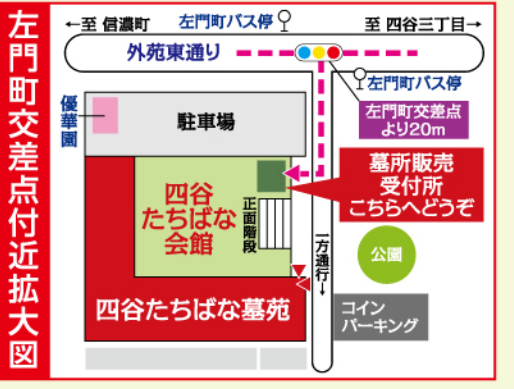 左門町交差点付近拡大図
←至 信濃町
左門町バス停
至 四谷三丁目→
外苑東通り
左門町バス停
左門町交差点
より20m
優華園
駐車場
墓所販売
受付所
こちらへどうぞ
四谷
たちばな
会館
正面階段
一方通行→
公園
四谷たちばな墓苑
コイン
パーキング